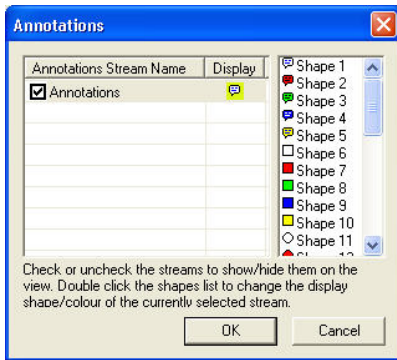 Annotations
Annotations Stream Name Display
Annotations
Shape 1
Shape 2
Shape 3
Shape 4
Shape 5
Shape 6
Shape 7
Shape 8
Shape 9
Shape 10
Shape 11
Check or uncheck the streams to show/hide them on the
view. Double click the shapes list to change the display
shape/colour of the currently selected stream.
OK Cancel